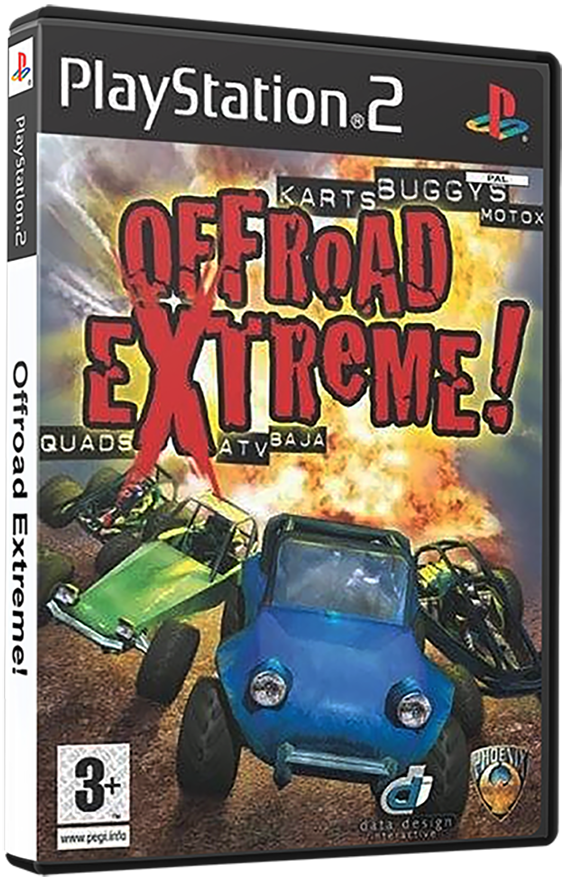 PlayStation®2
PlayStation.2
PAL
KARTS BUGGYS
MOTOX
OFFROAD
EXTREME!
QUADS ATV BAJA
Offroad Extreme!
3+
www.pegi.info
di
data design
interactive
PHOENIX